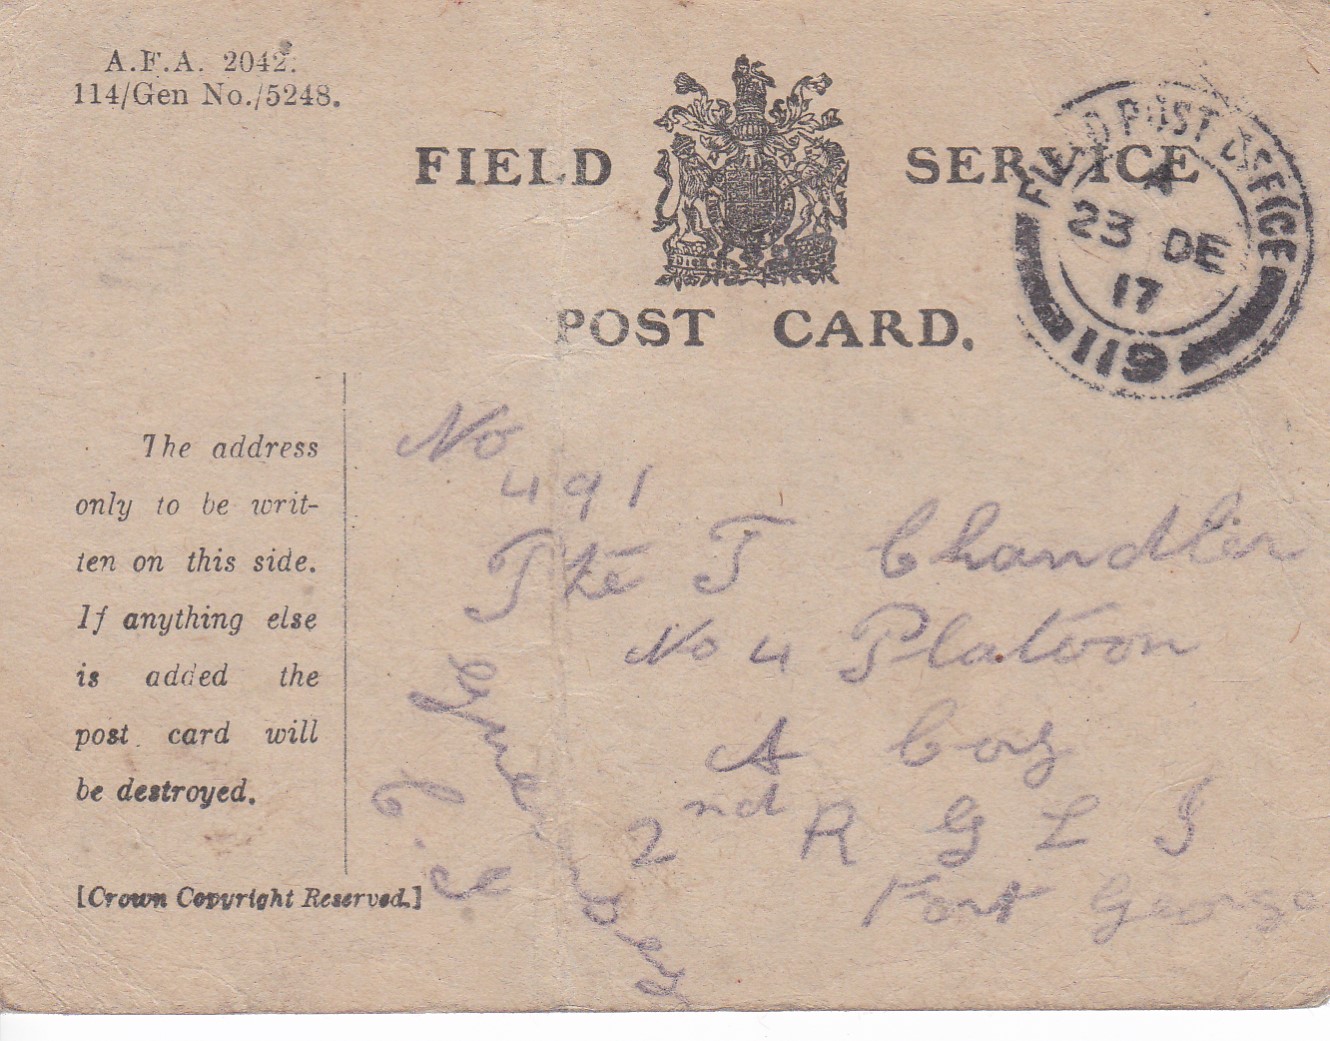 A.F.A. 2042.
114/Gen No./5248.
FIELD SERVICE
POST CARD.
FIELD POST OFFICE
A
23 DE
17
119
The address
only to be writ-
ten on this side.
If anything else
is added the
post card will
be destroyed.
[Crown Copyright Reserved.]
No
491
Pte T Chandler
No 4 Platoon
A Coy
2nd R G L I
Fort George
Guernsey
C.I.